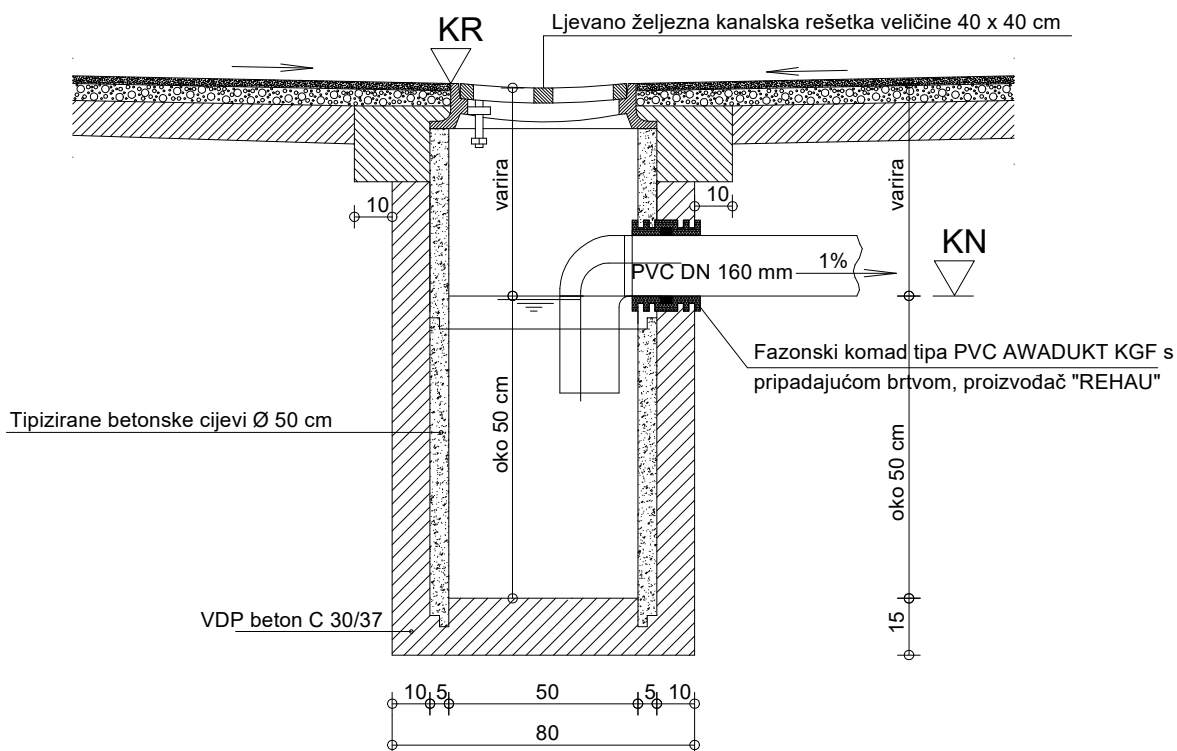 Ljevano željezna kanalska rešetka veličine 40 x 40 cm
KR
varira
varira
10
10
KN
PVC DN 160 mm
1%
Fazonski komad tipa PVC AWADUKT KGF s
pripadajućom brtvom, proizvođač "REHAU"
Tipizirane betonske cijevi Ø 50 cm
oko 50 cm
oko 50 cm
VDP beton C 30/37
15
10 5 50 5 10
80